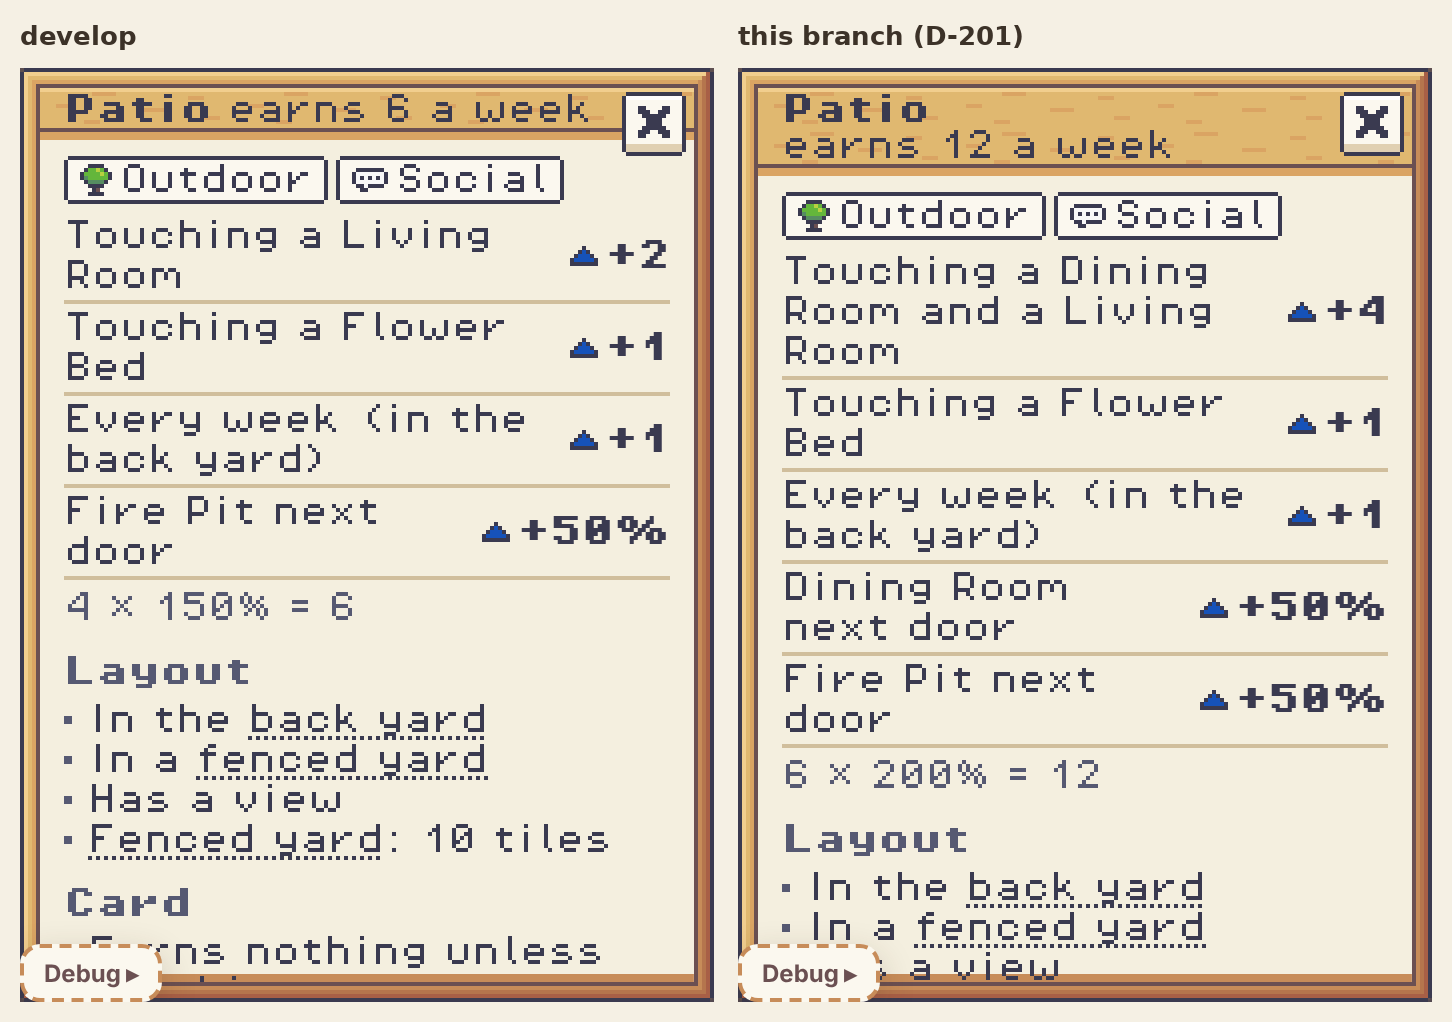 develop
Patio earns 6 a week
Outdoor Social
Touching a Living
Room
+2
Touching a Flower
Bed
+1
Every week (in the
back yard)
+1
Fire Pit next
door
+50%
4 × 150% = 6
Layout
▪ In the back yard
▪ In a fenced yard
▪ Has a view
▪ Fenced yard: 10 tiles
Card
rns nothing unless
Debug ▸
this branch (D-201)
Patio
earns 12 a week
Outdoor Social
Touching a Dining
Room and a Living
Room
+4
Touching a Flower
Bed
+1
Every week (in the
back yard)
+1
Dining Room
next door
+50%
Fire Pit next
door
+50%
6 × 200% = 12
Layout
▪ In the back yard
▪ In a fenced yard
a view
Debug ▸